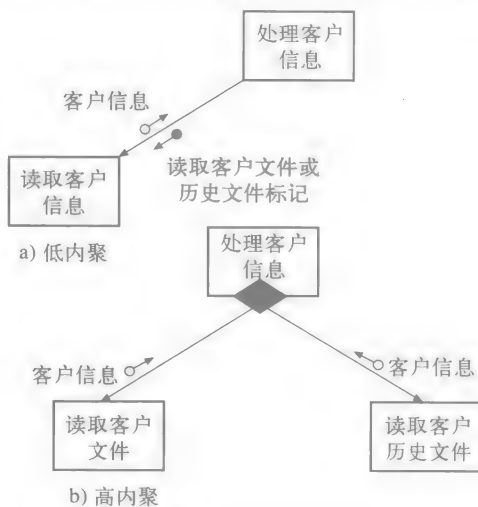 处理客户
信息
客户信息
读取客户文件或
历史文件标记
读取客户
信息
a) 低内聚
处理客户
信息
客户信息
客户信息
读取客户
文件
读取客户
历史文件
b) 高内聚